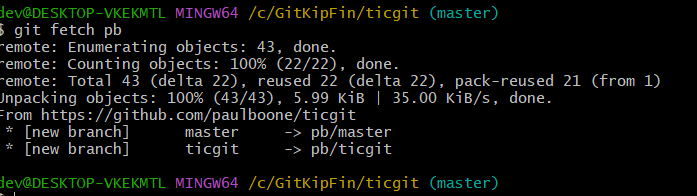 dev@DESKTOP-VKEKMTL MINGW64 /c/GitKipFin/ticgit (master)
$ git fetch pb
remote: Enumerating objects: 43, done.
remote: Counting objects: 100% (22/22), done.
remote: Total 43 (delta 22), reused 22 (delta 22), pack-reused 21 (from 1)
Unpacking objects: 100% (43/43), 5.99 KiB | 35.00 KiB/s, done.
From https://github.com/paulboone/ticgit
 * [new branch]      master     -> pb/master
 * [new branch]      ticgit     -> pb/ticgit
dev@DESKTOP-VKEKMTL MINGW64 /c/GitKipFin/ticgit (master)